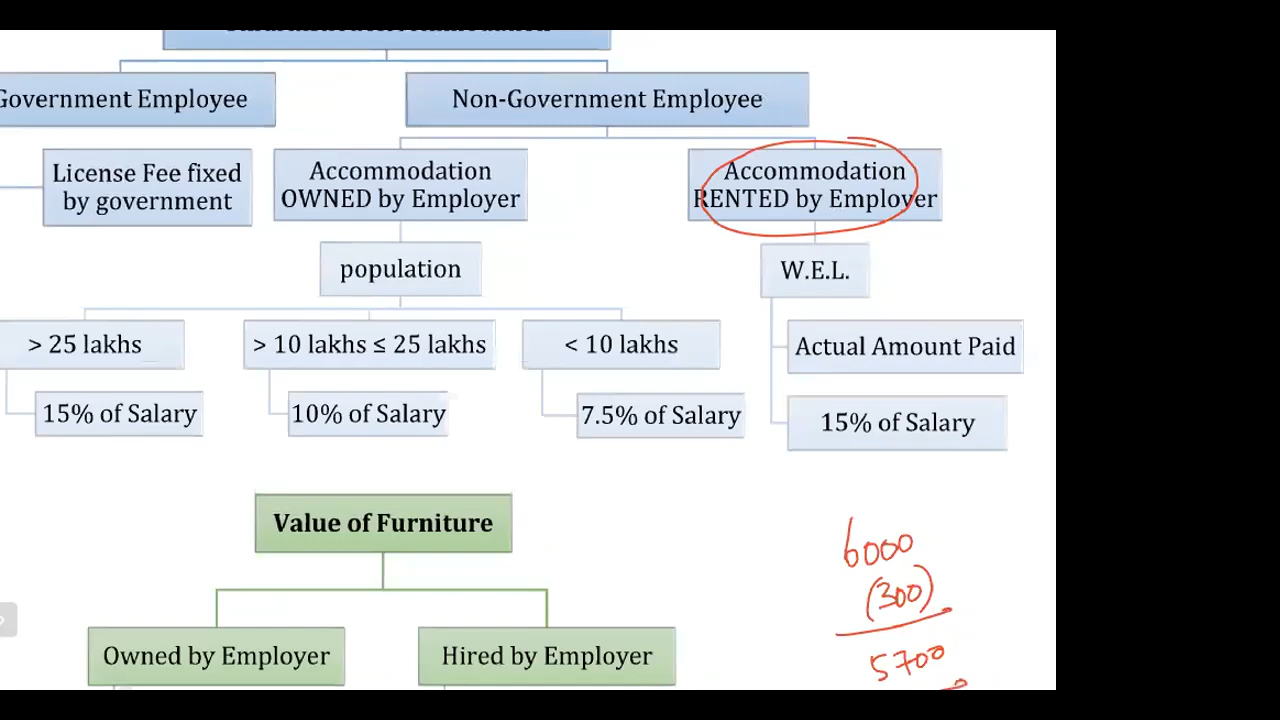 Government Employee
Non-Government Employee
License Fee fixed
by government
Accommodation
OWNED by Employer
Accommodation
RENTED by Employer
population
W.E.L.
> 25 lakhs
> 10 lakhs ≤ 25 lakhs
< 10 lakhs
Actual Amount Paid
15% of Salary
10% of Salary
7.5% of Salary
15% of Salary
Value of Furniture
6000
(300)
5700
Owned by Employer
Hired by Employer